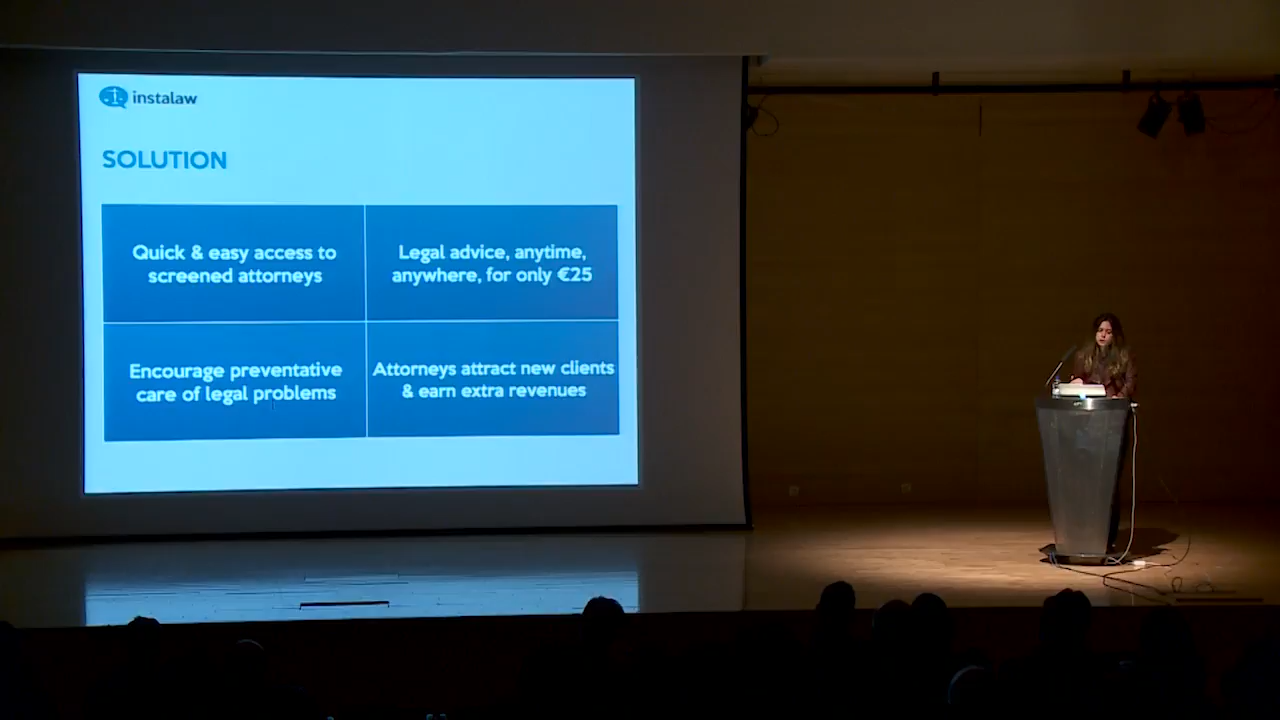 instalaw
SOLUTION
Quick & easy access to
screened attorneys
Legal advice, anytime,
anywhere, for only €25
Encourage preventative
care of legal problems
Attorneys attract new clients
& earn extra revenues